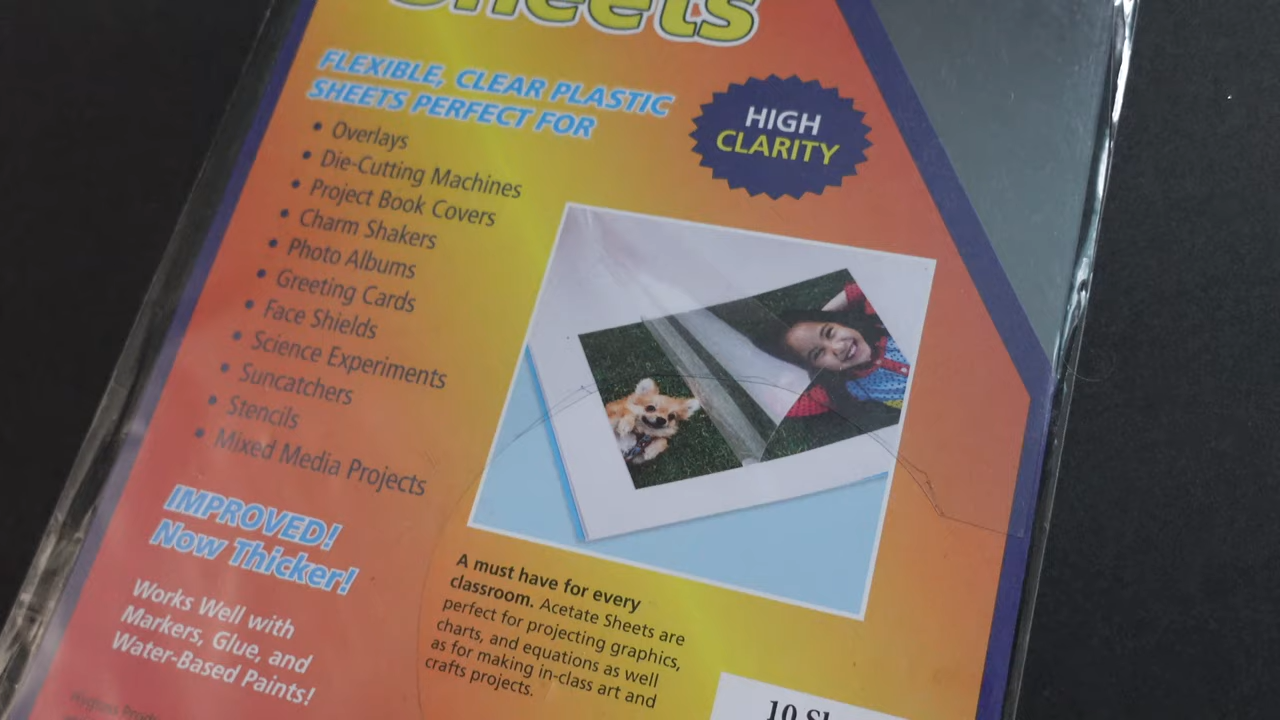 Sheets
FLEXIBLE, CLEAR PLASTIC
SHEETS PERFECT FOR
HIGH
CLARITY
• Overlays
• Die-Cutting Machines
• Project Book Covers
• Charm Shakers
• Photo Albums
• Greeting Cards
• Face Shields
• Science Experiments
• Suncatchers
• Stencils
• Mixed Media Projects
IMPROVED!
Now Thicker!
Works Well with
Markers, Glue, and
Water-Based Paints!
A must have for every
classroom. Acetate Sheets are
perfect for projecting graphics,
charts, and equations as well
as for making in-class art and
crafts projects.
10